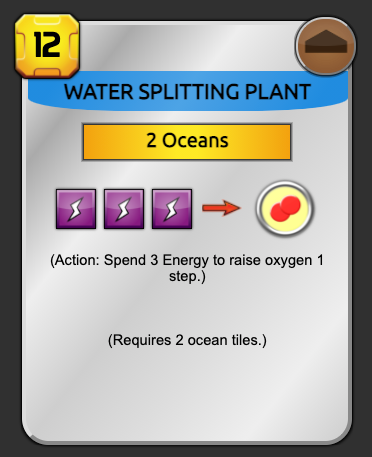 12
WATER SPLITTING PLANT
2 Oceans
(Action: Spend 3 Energy to raise oxygen 1
step.)
(Requires 2 ocean tiles.)